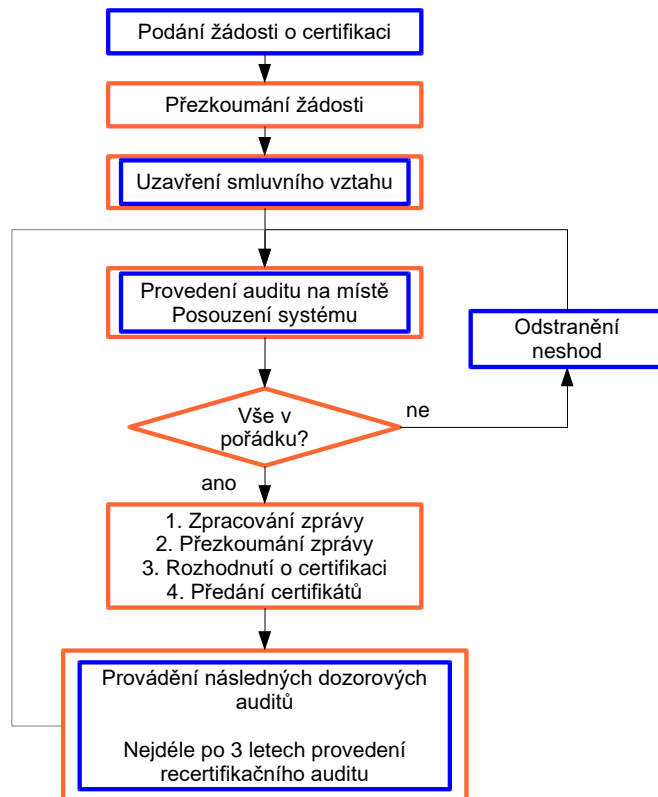 Podání žádosti o certifikaci
Přezkoumání žádosti
Uzavření smluvního vztahu
Provedení auditu na místě
Posouzení systému
Odstranění
neshod
Vše v
pořádku?
ne
ano
1. Zpracování zprávy
2. Přezkoumání zprávy
3. Rozhodnutí o certifikaci
4. Předání certifikátů
Provádění následných dozorových
auditů
Nejdéle po 3 letech provedení
recertifikačního auditu